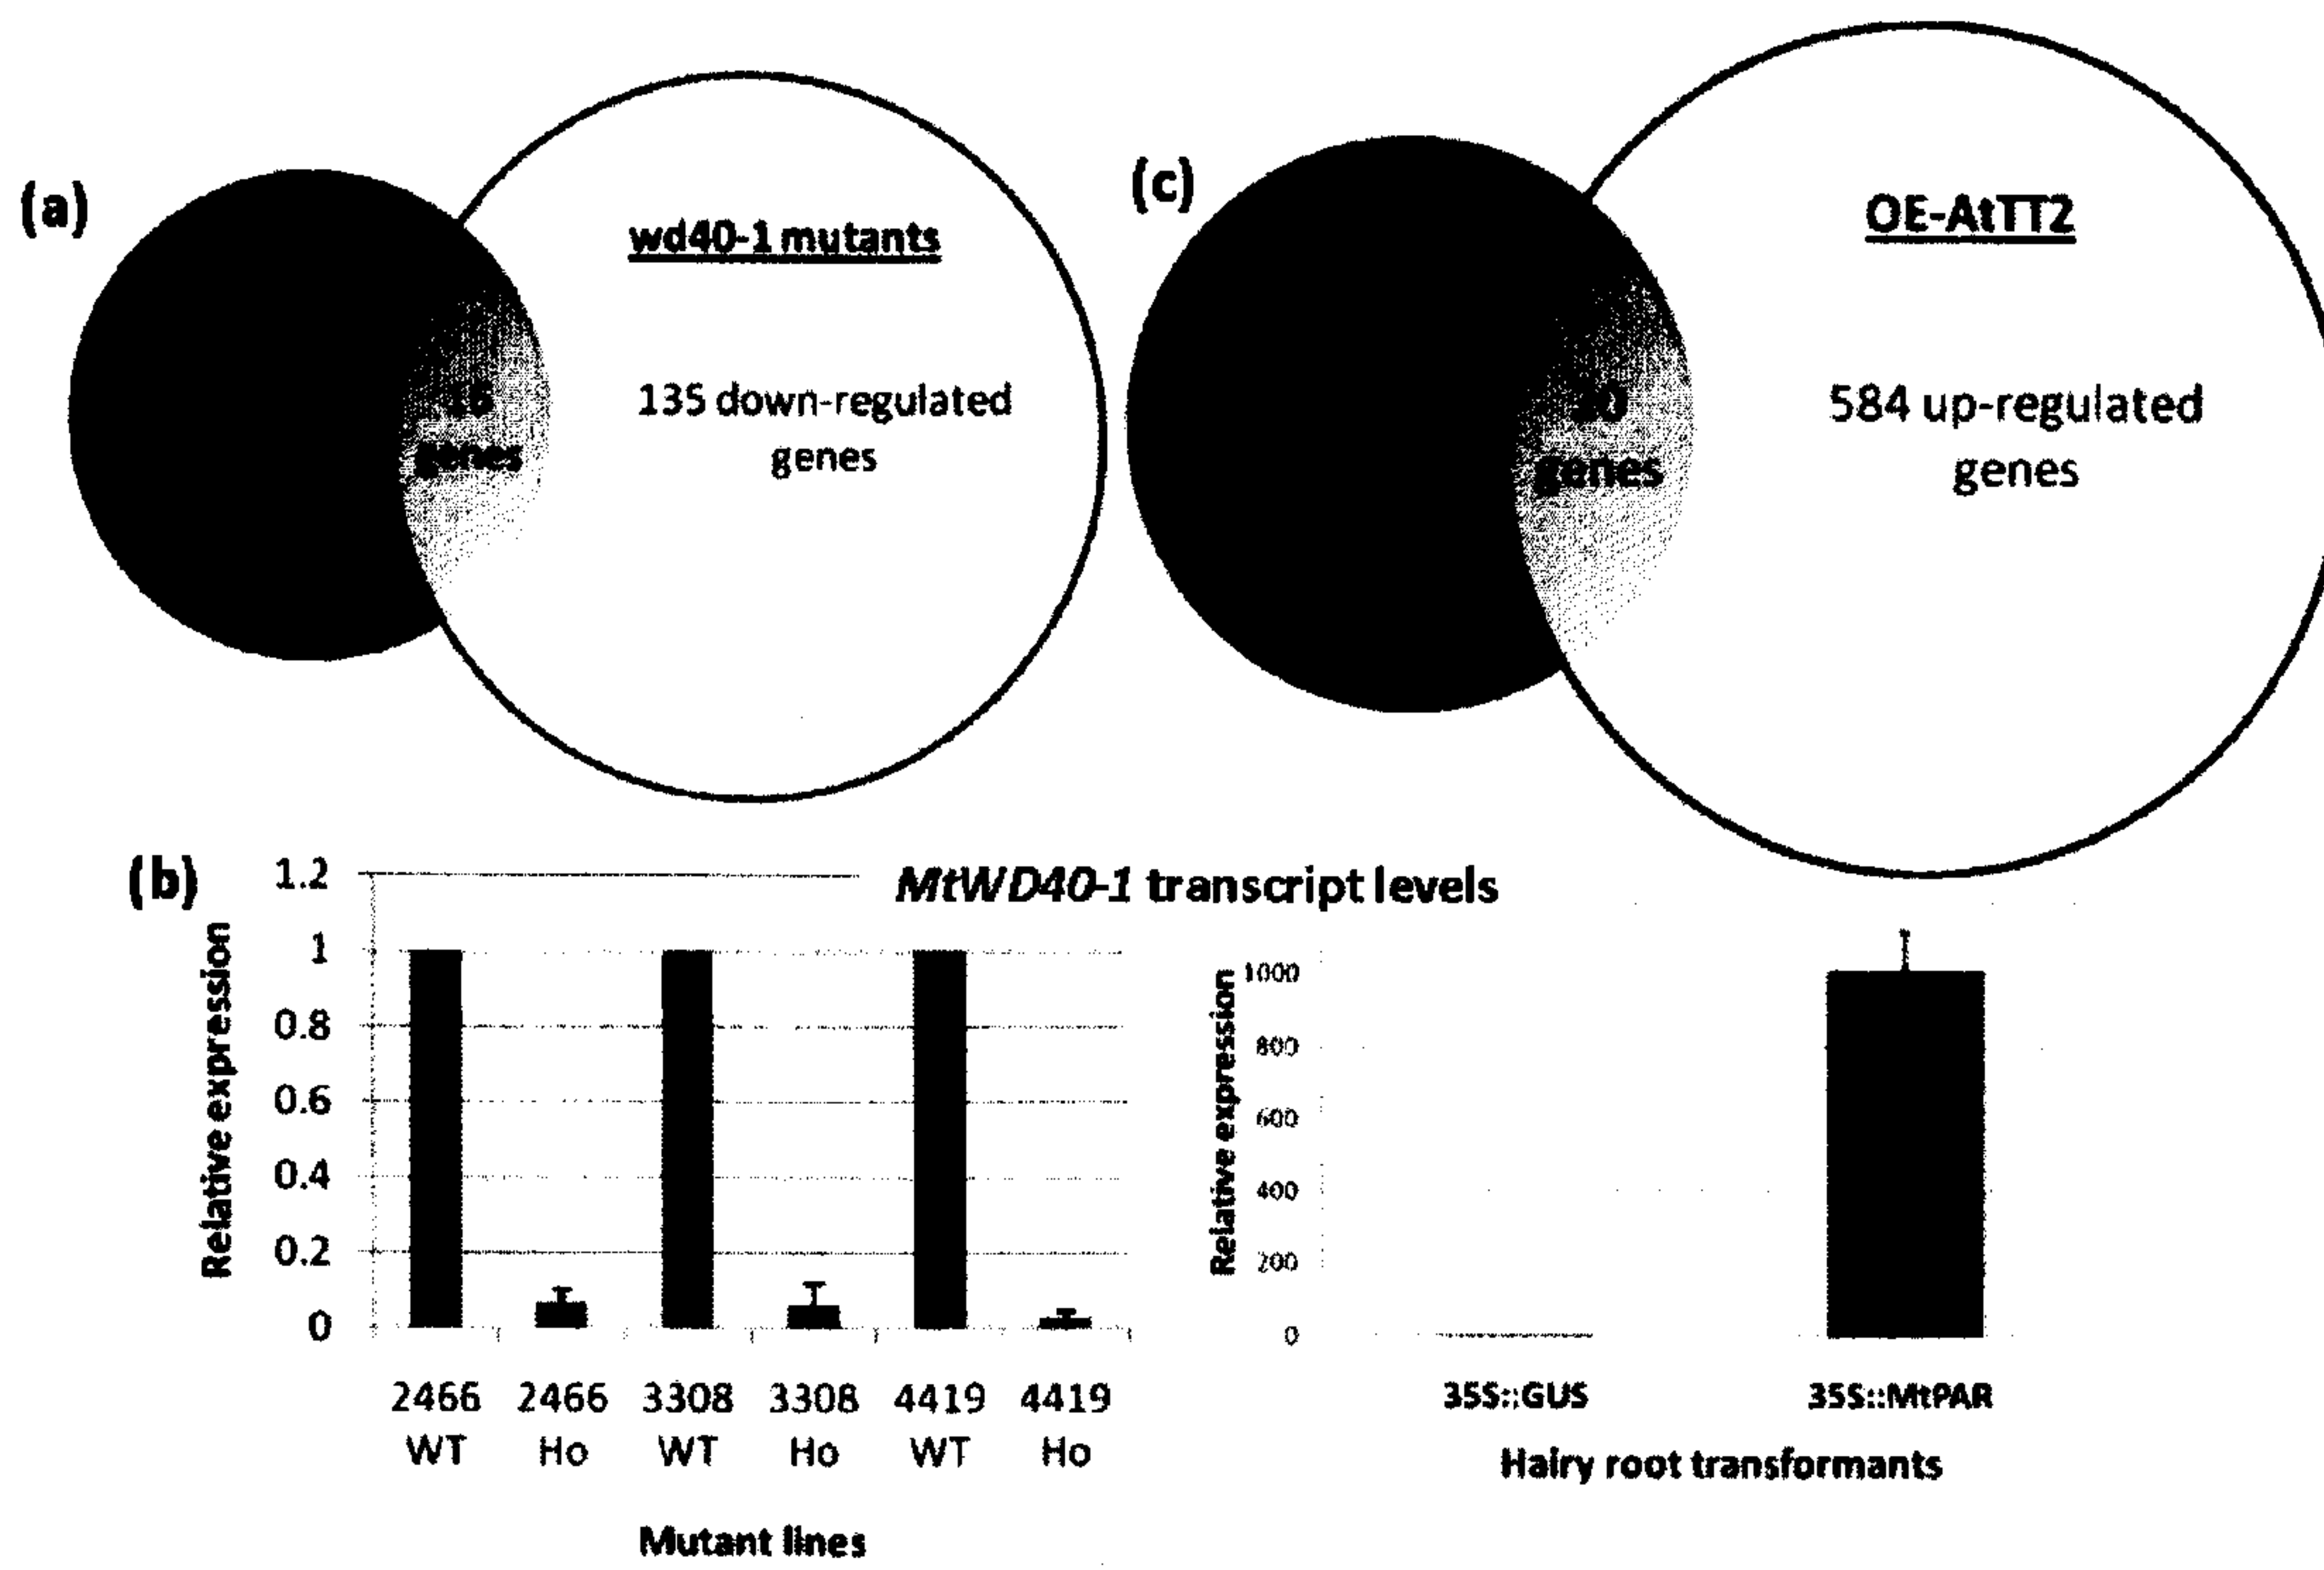 (a)
wd40-1 mutants
135 down-regulated
genes
genes
(c)
OE-AtTT2
584 up-regulated
genes
genes
(b)
MtWD40-1 transcript levels
Relative expression
1.2
1
0.8
0.6
0.4
0.2
0
2466 2466 3308 3308 4419 4419
WT Ho WT Ho WT Ho
Mutant lines
Relative expression
1000
800
600
400
200
0
35S::GUS 35S::MtPAR
Hairy root transformants